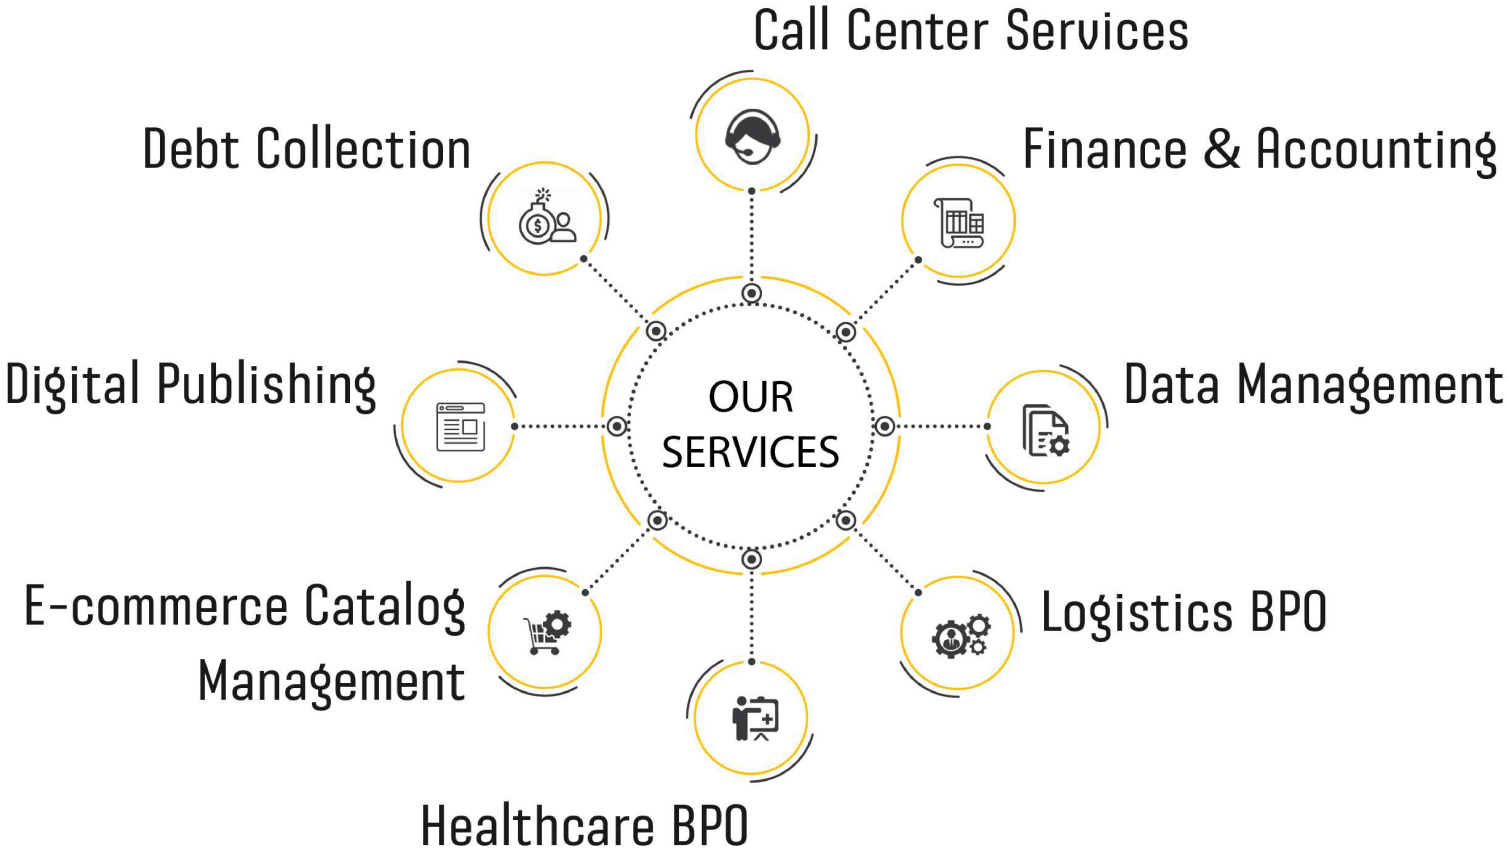 Call Center Services
Debt Collection
Finance & Accounting
Digital Publishing
Data Management
OUR
SERVICES
E-commerce Catalog
Management
Logistics BPO
Healthcare BPO